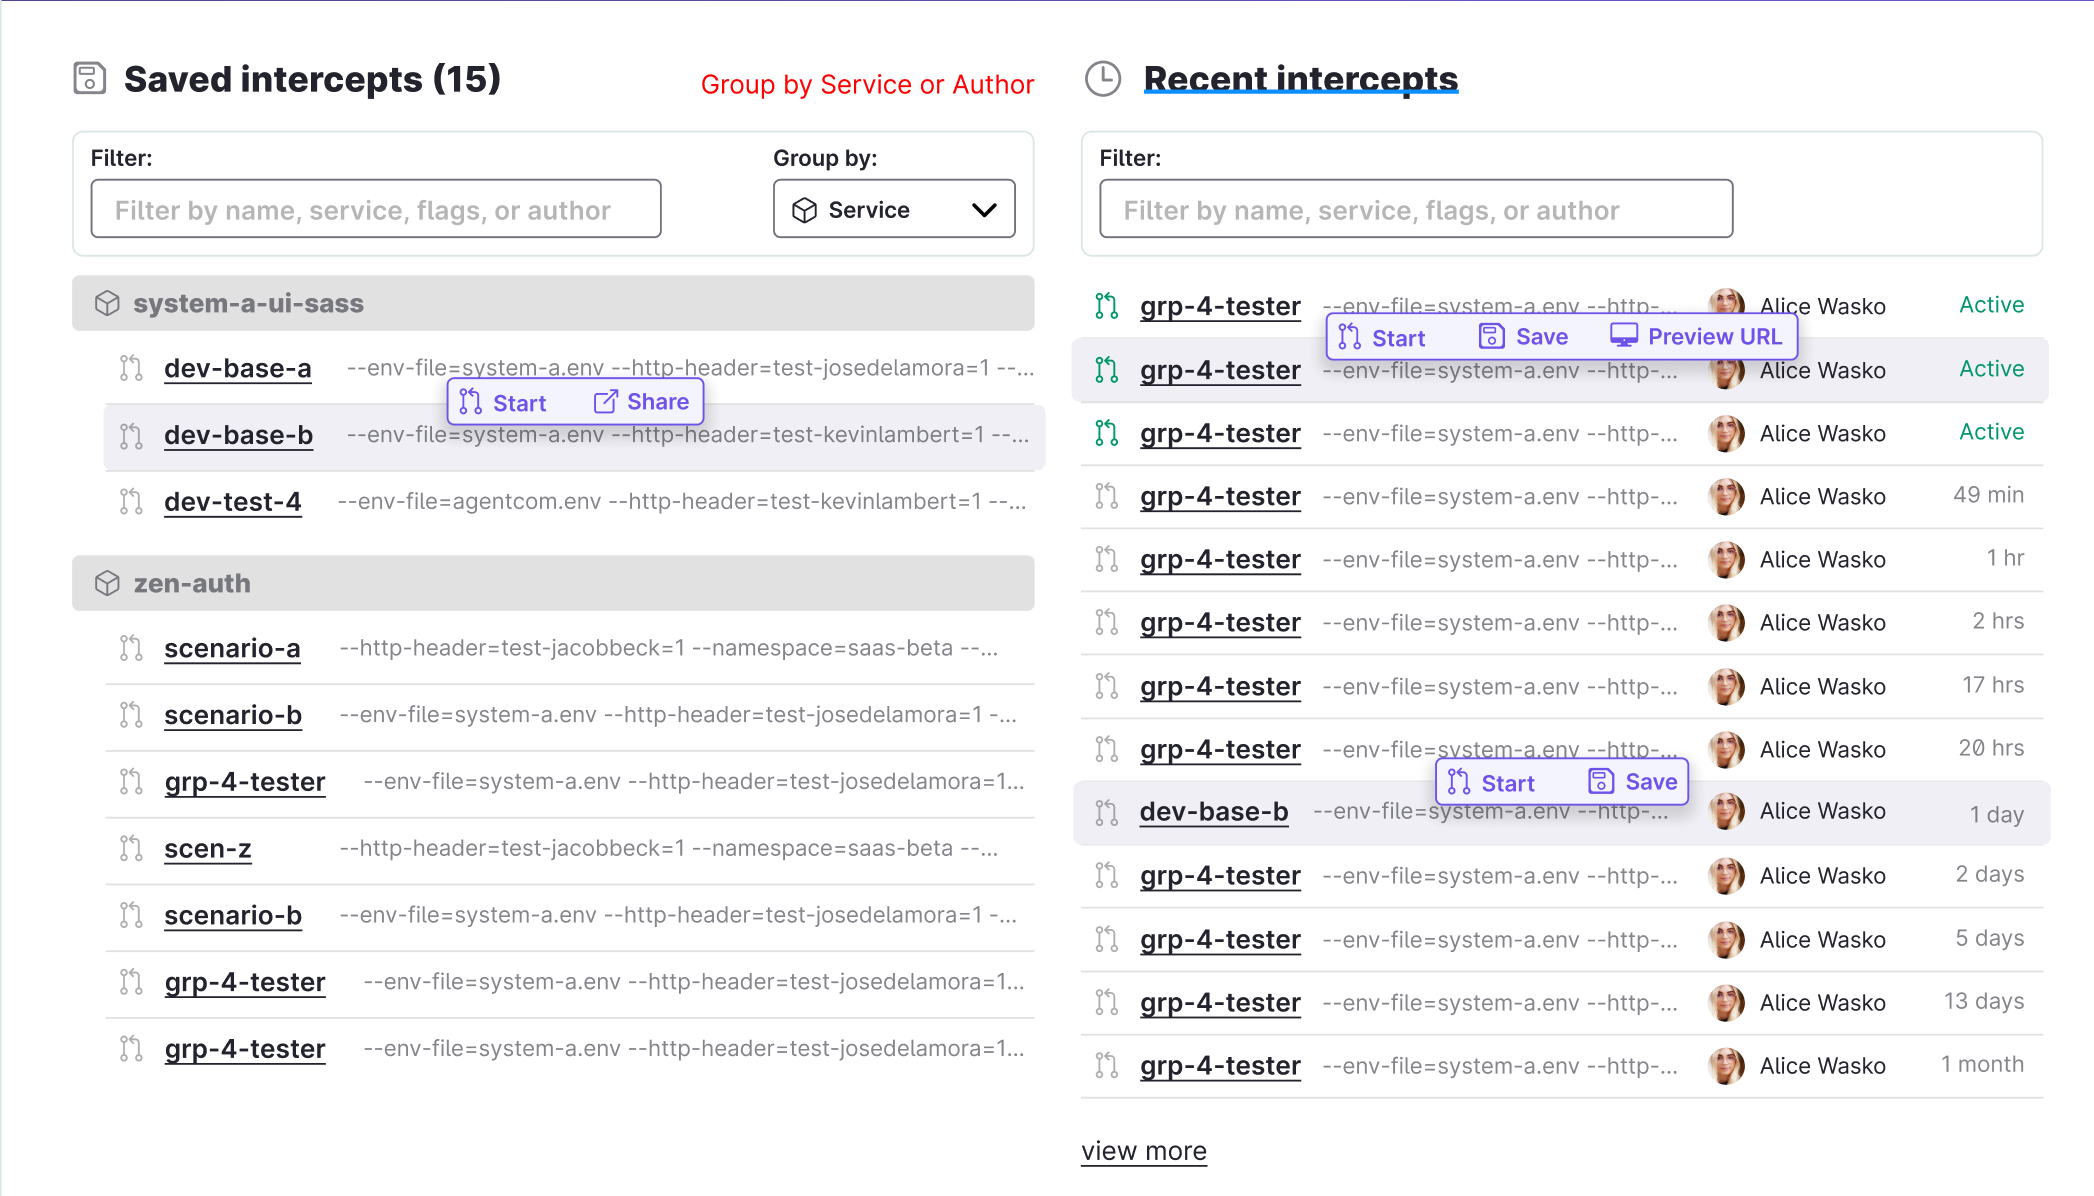 Saved intercepts (15)
Group by Service or Author
Filter:
Group by:
Filter by name, service, flags, or author
Service
system-a-ui-sass
dev-base-a --env-file=system-a.env --http-header=test-josedelamora=1 --...
Start Share
dev-base-b --env-file=system-a.env --http-header=test-kevinlambert=1 --...
dev-test-4 --env-file=agentcom.env --http-header=test-kevinlambert=1 --...
zen-auth
scenario-a --http-header=test-jacobbeck=1 --namespace=saas-beta --...
scenario-b --env-file=system-a.env --http-header=test-josedelamora=1 -...
grp-4-tester --env-file=system-a.env --http-header=test-josedelamora=1...
scen-z --http-header=test-jacobbeck=1 --namespace=saas-beta --...
scenario-b --env-file=system-a.env --http-header=test-josedelamora=1 -...
grp-4-tester --env-file=system-a.env --http-header=test-josedelamora=1...
grp-4-tester --env-file=system-a.env --http-header=test-josedelamora=1...
Recent intercepts
Filter:
Filter by name, service, flags, or author
grp-4-tester --env-file=system-a.env --http-... Alice Wasko Active
Start Save Preview URL
grp-4-tester --env-file=system-a.env --http-... Alice Wasko Active
grp-4-tester --env-file=system-a.env --http-... Alice Wasko Active
grp-4-tester --env-file=system-a.env --http-... Alice Wasko 49 min
grp-4-tester --env-file=system-a.env --http-... Alice Wasko 1 hr
grp-4-tester --env-file=system-a.env --http-... Alice Wasko 2 hrs
grp-4-tester --env-file=system-a.env --http-... Alice Wasko 17 hrs
grp-4-tester --env-file=system-a.env --http-... Alice Wasko 20 hrs
Start Save
dev-base-b --env-file=system-a.env --http-... Alice Wasko 1 day
grp-4-tester --env-file=system-a.env --http-... Alice Wasko 2 days
grp-4-tester --env-file=system-a.env --http-... Alice Wasko 5 days
grp-4-tester --env-file=system-a.env --http-... Alice Wasko 13 days
grp-4-tester --env-file=system-a.env --http-... Alice Wasko 1 month
view more